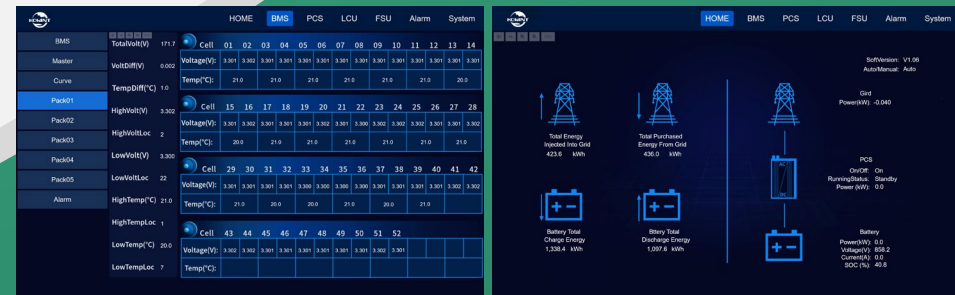 KOWINT
HOME BMS PCS LCU FSU Alarm System
BMS
Master
Curve
Pack01
Pack02
Pack03
Pack04
Pack05
Alarm
TotalVolt(V) 171.7
VoltDiff(V) 0.002
TempDiff(°C) 1.0
HighVolt(V) 3.302
HighVoltLoc 2
LowVolt(V) 3.300
LowVoltLoc 22
HighTemp(°C) 21.0
HighTempLoc 1
LowTemp(°C) 20.0
LowTempLoc 7
Cell 01 02 03 04 05 06 07 08 09 10 11 12 13 14
Voltage(V): 3.301 3.302 3.301 3.301 3.301 3.301 3.301 3.301 3.301 3.301 3.301 3.301 3.301 3.301
Temp(°C): 21.0 21.0 21.0 21.0 21.0 21.0 20.0
Cell 15 16 17 18 19 20 21 22 23 24 25 26 27 28
Voltage(V): 3.301 3.302 3.301 3.301 3.301 3.301 3.301 3.300 3.302 3.302 3.301 3.301 3.301 3.301
Temp(°C): 20.0 21.0 21.0 21.0 21.0 21.0
Cell 29 30 31 32 33 34 35 36 37 38 39 40 41 42
Voltage(V): 3.301 3.301 3.301 3.301 3.300 3.300 3.300 3.301 3.300 3.301 3.301 3.301 3.302 3.302
Temp(°C): 21.0 20.0 21.0 20.0 21.0 21.0
Cell 43 44 45 46 47 48 49 50 51 52
Voltage(V): 3.302 3.302 3.301 3.301 3.301 3.301 3.301 3.301 3.302 3.301
Temp(°C):
KOWINT
HOME BMS PCS LCU FSU Alarm System
SoftVersion: V1.06
Auto/Manual: Auto
Total Energy
Injected Into Grid
423.6 kWh
Total Purchased
Energy From Grid
436.0 kWh
Battery Total
Charge Energy
1,338.4 kWh
Bttery Total
Discharge Energy
1,097.6 kWh
Gird
Power(kW): -0.040
AC
DC
PCS
On/Off: On
RunningStatus: Standby
Power (kW): 0.0
Battery
Power(kW): 0.0
Voltage(V): 858.2
Current(A): 0.0
SOC (%): 40.8